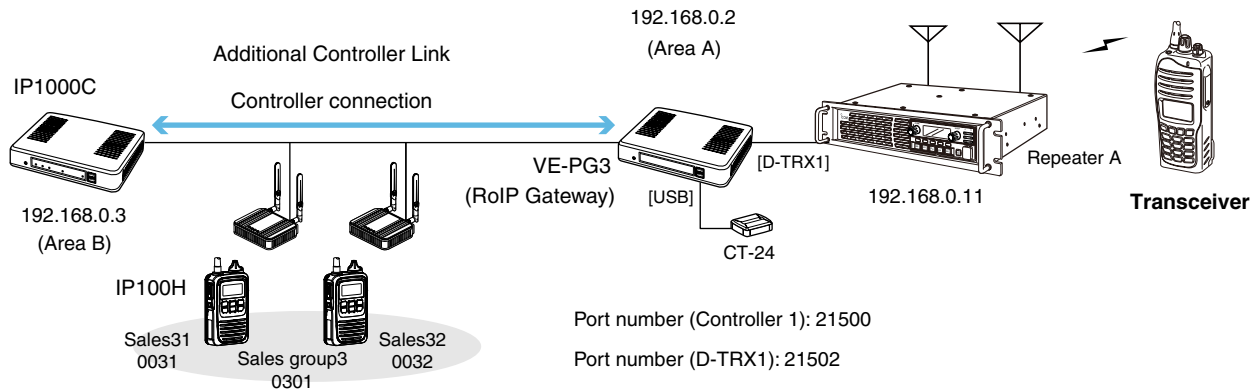 192.168.0.2
(Area A)
Additional Controller Link
IP1000C
Controller connection
VE-PG3
(RoIP Gateway)
[D-TRX1]
[USB]
Repeater A
192.168.0.11
Transceiver
192.168.0.3
(Area B)
CT-24
IP100H
Sales31
0031
Sales group3
0301
Sales32
0032
Port number (Controller 1): 21500
Port number (D-TRX1): 21502